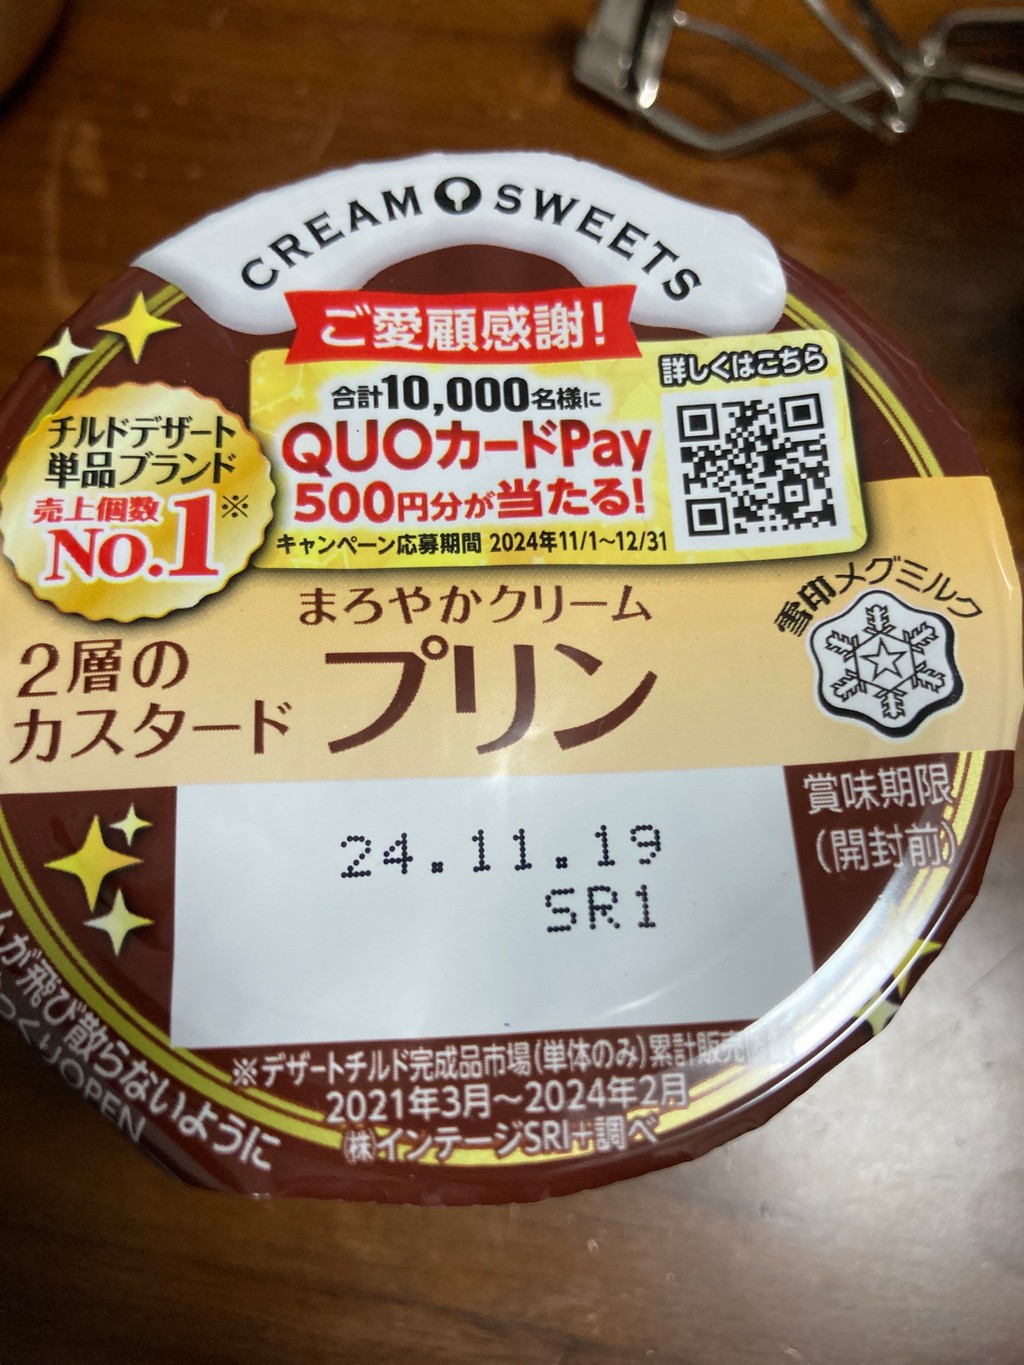 CREAM SWEETS
ご愛顧感謝!
合計10,000名様に
QUOカードPay
500円分が当たる!
キャンペーン応募期間 2024年11/1~12/31
詳しくはこちら
チルドデザート
単品ブランド
売上個数※
No.1
まろやかクリーム
2層の
カスタード
プリン
雪印メグミルク
賞味期限
(開封前)
24.11.19
SR1
※デザートチルド完成品市場(単体のみ)累計販売
2021年3月~2024年2月
㈱インテージSRI+調べ
が飛び散らないように
っくりOPEN